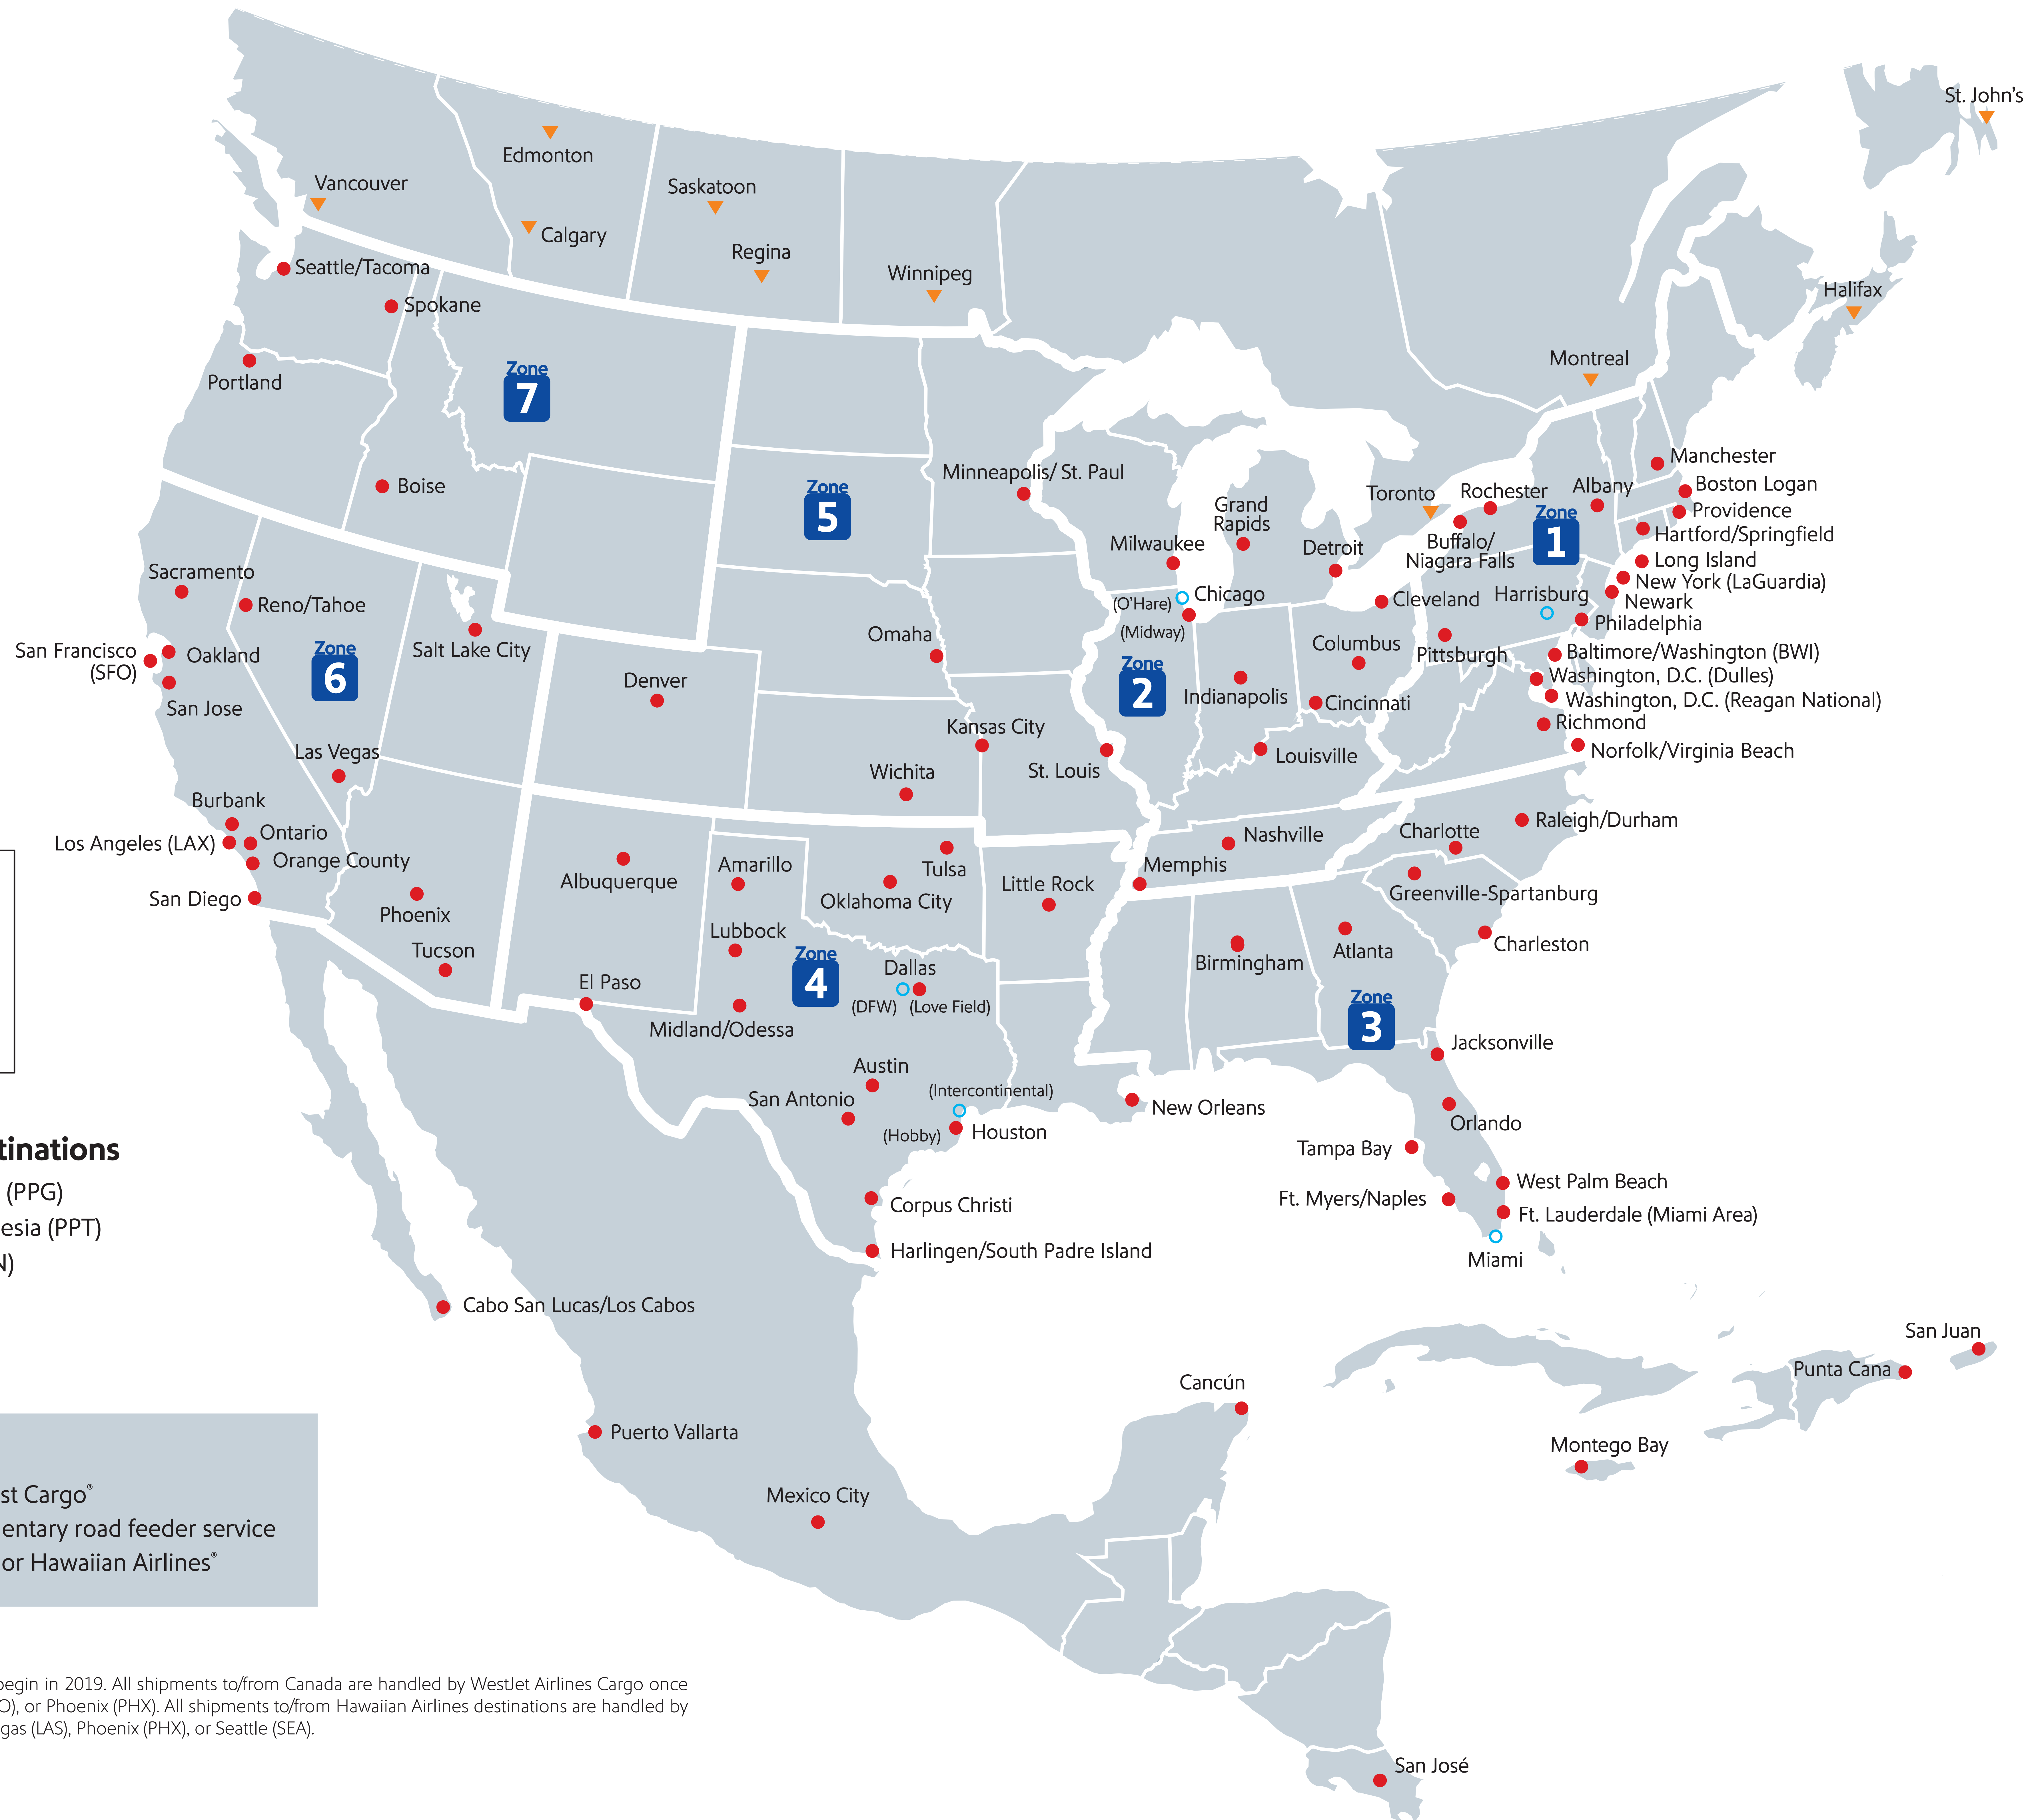 St. John's
Edmonton
Vancouver
Saskatoon
Calgary
Regina
Winnipeg
Halifax
Seattle/Tacoma
Spokane
Montreal
Portland
Zone
7
Manchester
Minneapolis/ St. Paul
Boise
Zone
5
Grand
Rapids
Toronto
Rochester
Albany
Boston Logan
Providence
Zone
1
Hartford/Springfield
Milwaukee
Detroit
Buffalo/
Niagara Falls
Long Island
Sacramento
New York (LaGuardia)
Reno/Tahoe
(O'Hare)
Chicago
Cleveland
Harrisburg
Newark
(Midway)
Philadelphia
Omaha
San Francisco
(SFO)
Oakland
Zone
6
Salt Lake City
Columbus
Pittsburgh
Baltimore/Washington (BWI)
Denver
Zone
2
Indianapolis
Washington, D.C. (Dulles)
San Jose
Cincinnati
Washington, D.C. (Reagan National)
Kansas City
Richmond
Las Vegas
Wichita
St. Louis
Louisville
Norfolk/Virginia Beach
Burbank
Los Angeles (LAX)
Ontario
Orange County
Nashville
Charlotte
Raleigh/Durham
Albuquerque
Amarillo
Tulsa
Memphis
San Diego
Oklahoma City
Little Rock
Greenville-Spartanburg
Phoenix
Lubbock
Tucson
Birmingham
Atlanta
Charleston
Zone
4
El Paso
Dallas
(DFW)
(Love Field)
Midland/Odessa
Zone
3
Jacksonville
Austin
San Antonio
(Intercontinental)
New Orleans
(Hobby)
Houston
Orlando
tinations
Tampa Bay
(PPG)
West Palm Beach
Corpus Christi
Ft. Myers/Naples
esia (PPT)
Ft. Lauderdale (Miami Area)
N)
Harlingen/South Padre Island
Miami
Cabo San Lucas/Los Cabos
San Juan
Punta Cana
Cancún
Puerto Vallarta
Montego Bay
Mexico City
st Cargo®
entary road feeder service
or Hawaiian Airlines®
begin in 2019. All shipments to/from Canada are handled by WestJet Airlines Cargo once
O), or Phoenix (PHX). All shipments to/from Hawaiian Airlines destinations are handled by
gas (LAS), Phoenix (PHX), or Seattle (SEA).
San José